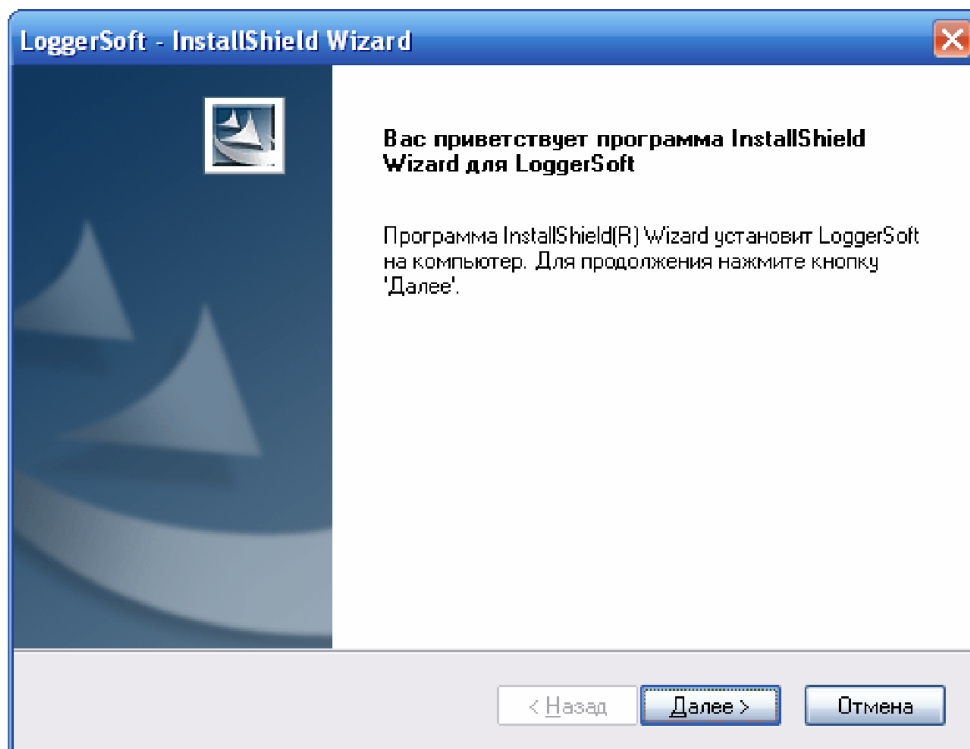 LoggerSoft - InstallShield Wizard
Вас приветствует программа InstallShield
Wizard для LoggerSoft
Программа InstallShield(R) Wizard установит LoggerSoft
на компьютер. Для продолжения нажмите кнопку
'Далее'.
< Назад
Далее >
Отмена